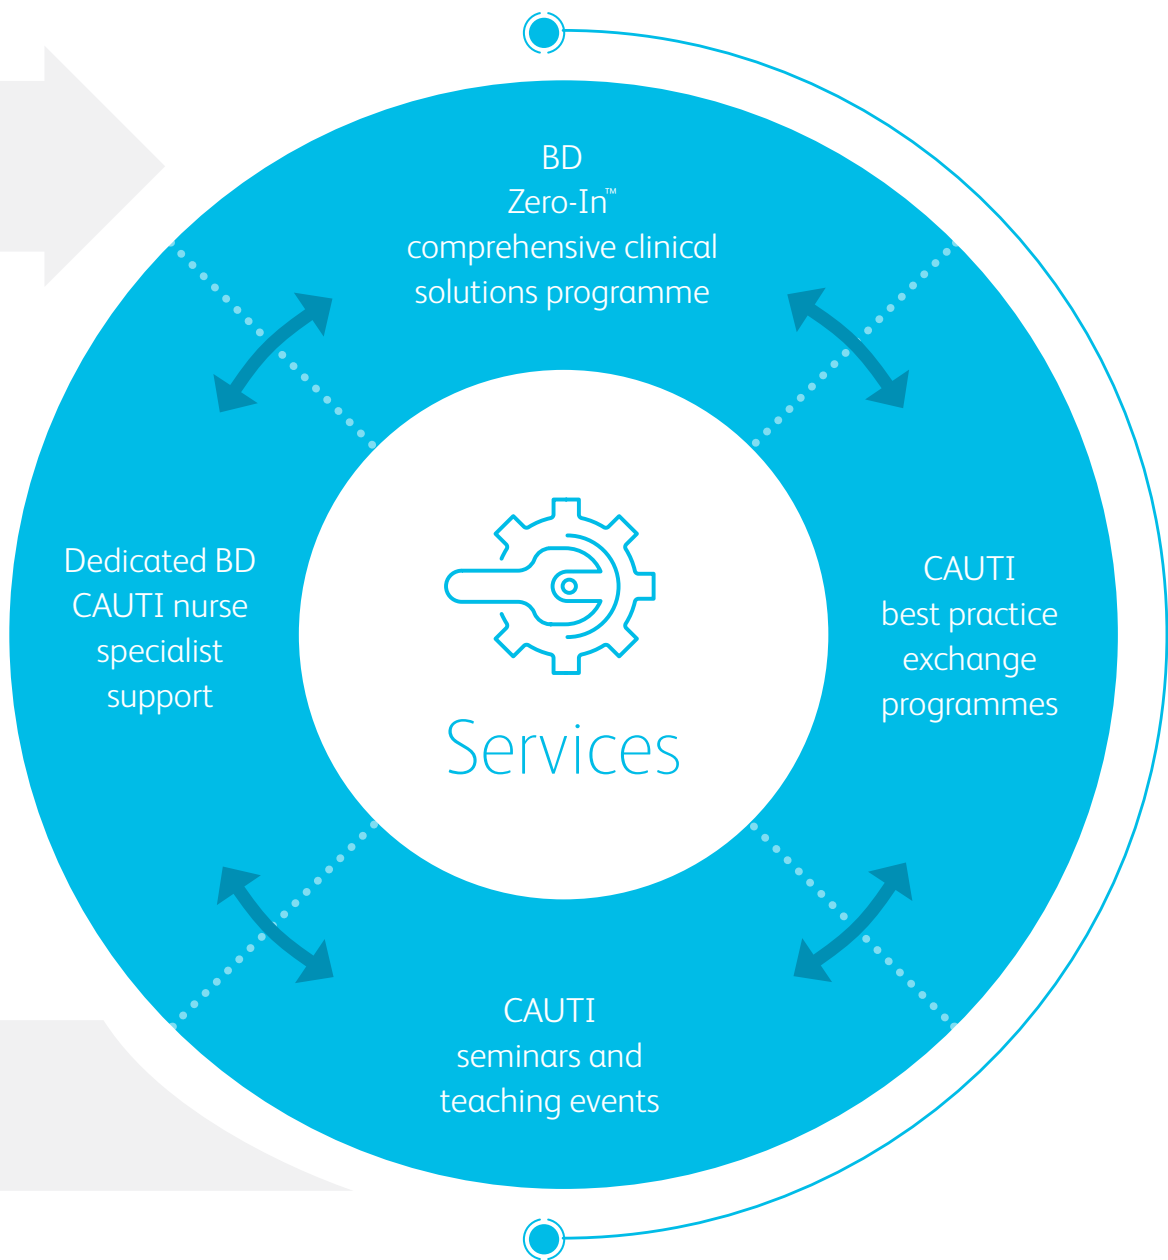 BD
Zero-In™
comprehensive clinical
solutions programme
Dedicated BD
CAUTI nurse
specialist
support
Services
CAUTI
best practice
exchange
programmes
CAUTI
seminars and
teaching events